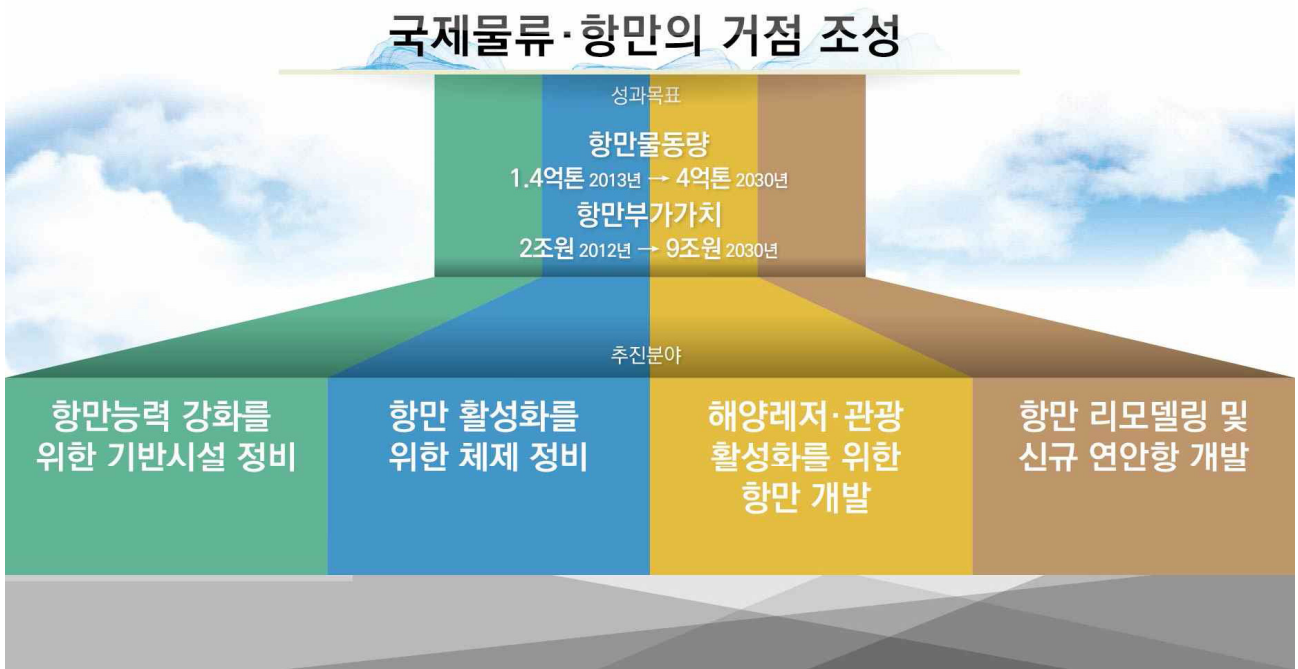 국제물류·항만의 거점 조성
성과목표
항만물동량
1.4억톤 2013년 → 4억톤 2030년
항만부가가치
2조원 2012년 → 9조원 2030년
추진분야
항만능력 강화를
위한 기반시설 정비
항만 활성화를
위한 체제 정비
해양레저·관광
활성화를 위한
항만 개발
항만 리모델링 및
신규 연안항 개발